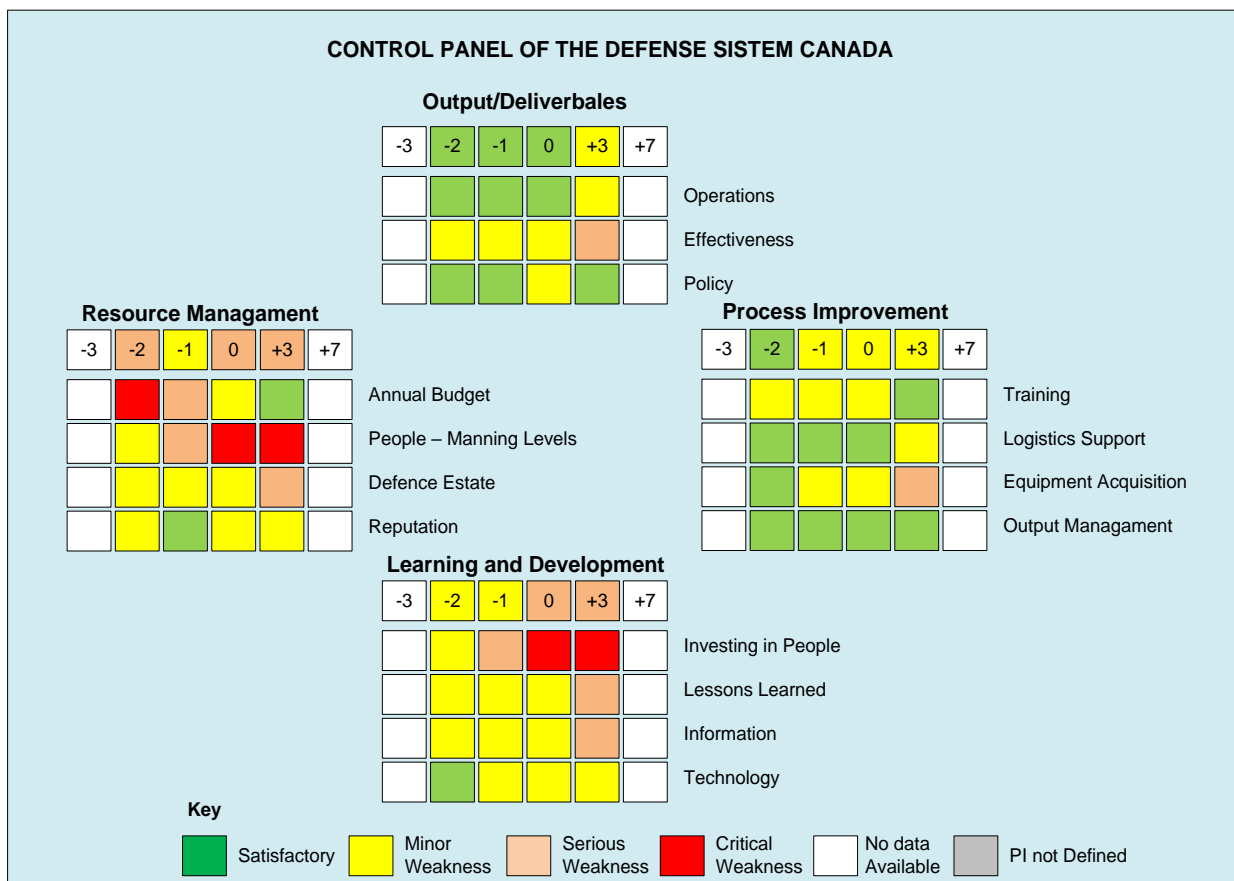 CONTROL PANEL OF THE DEFENSE SISTEM CANADA
Output/Deliverbales
-3 -2 -1 0 +3 +7
Operations
Effectiveness
Policy
Resource Managament
-3 -2 -1 0 +3 +7
Annual Budget
People – Manning Levels
Defence Estate
Reputation
Process Improvement
-3 -2 -1 0 +3 +7
Training
Logistics Support
Equipment Acquisition
Output Managament
Learning and Development
-3 -2 -1 0 +3 +7
Investing in People
Lessons Learned
Information
Technology
Key
Satisfactory
Minor
Weakness
Serious
Weakness
Critical
Weakness
No data
Available
PI not Defined